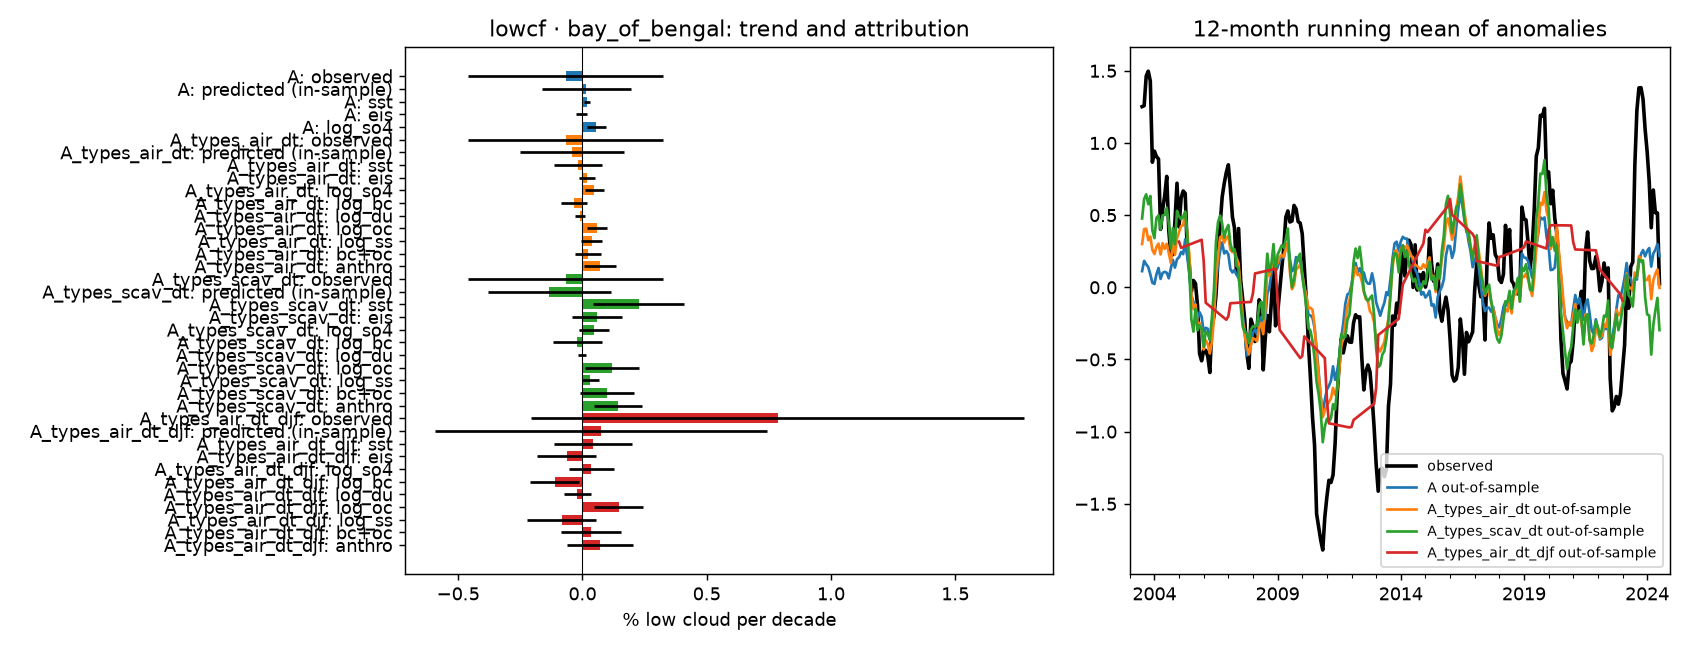 lowcf · bay_of_bengal: trend and attribution
A: observed
A: predicted (in-sample)
A: sst
A: eis
A: log_so4
A_types_air_dt: observed
A_types_air_dt: predicted (in-sample)
A_types_air_dt: sst
A_types_air_dt: eis
A_types_air_dt: log_so4
A_types_air_dt: log_bc
A_types_air_dt: log_du
A_types_air_dt: log_oc
A_types_air_dt: log_ss
A_types_air_dt: bc+oc
A_types_air_dt: anthro
A_types_scav_dt: observed
A_types_scav_dt: predicted (in-sample)
A_types_scav_dt: sst
A_types_scav_dt: eis
A_types_scav_dt: log_so4
A_types_scav_dt: log_bc
A_types_scav_dt: log_du
A_types_scav_dt: log_oc
A_types_scav_dt: log_ss
A_types_scav_dt: bc+oc
A_types_scav_dt: anthro
A_types_air_dt_djf: observed
A_types_air_dt_djf: predicted (in-sample)
A_types_air_dt_djf: sst
A_types_air_dt_djf: eis
A_types_air_dt_djf: log_so4
A_types_air_dt_djf: log_bc
A_types_air_dt_djf: log_du
A_types_air_dt_djf: log_oc
A_types_air_dt_djf: log_ss
A_types_air_dt_djf: bc+oc
A_types_air_dt_djf: anthro
−0.5 0.0 0.5 1.0 1.5
% low cloud per decade
12-month running mean of anomalies
1.5
1.0
0.5
0.0
−0.5
−1.0
−1.5
observed
A out-of-sample
A_types_air_dt out-of-sample
A_types_scav_dt out-of-sample
A_types_air_dt_djf out-of-sample
2004 2009 2014 2019 2024